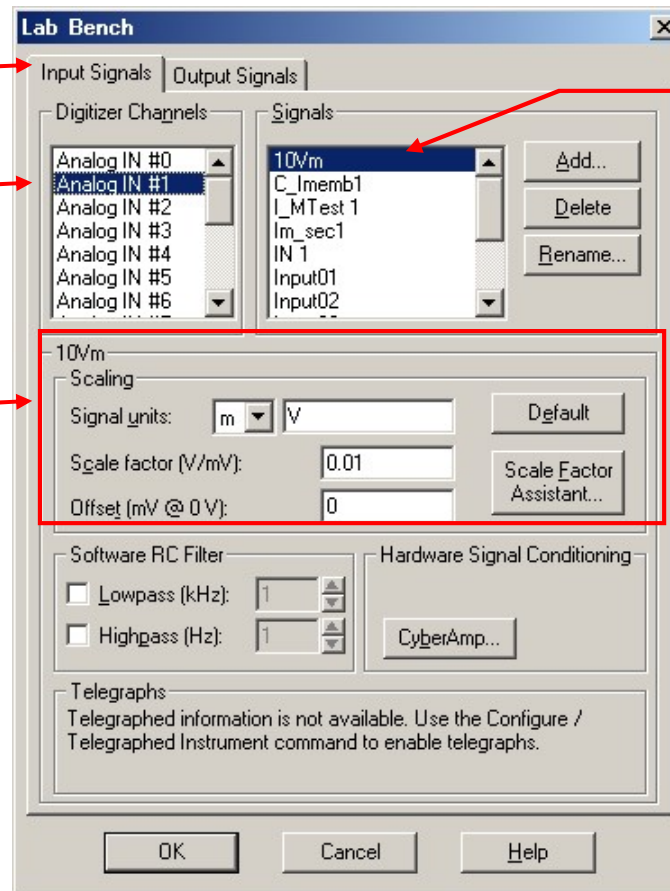 Lab Bench
Input Signals Output Signals
Digitizer Channels
Analog IN #0
Analog IN #1
Analog IN #2
Analog IN #3
Analog IN #4
Analog IN #5
Analog IN #6
Signals
10Vm
C_Imemb1
I_MTest 1
Im_sec1
IN 1
Input01
Input02
Add...
Delete
Rename...
10Vm
Scaling
Signal units: m V
Default
Scale factor (V/mV): 0.01
Scale Factor
Assistant...
Offset (mV @ 0 V): 0
Software RC Filter
Lowpass (kHz): 1
Highpass (Hz): 1
Hardware Signal Conditioning
CyberAmp...
Telegraphs
Telegraphed information is not available. Use the Configure /
Telegraphed Instrument command to enable telegraphs.
OK Cancel Help